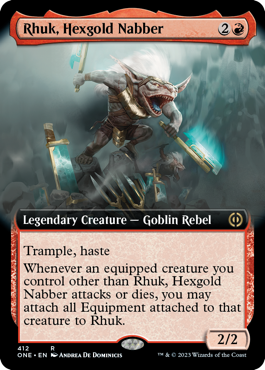 Rhuk, Hexgold Nabber 2
Legendary Creature — Goblin Rebel
Trample, haste
Whenever an equipped creature you
control other than Rhuk, Hexgold
Nabber attacks or dies, you may
attach all Equipment attached to that
creature to Rhuk.
2/2
412 R
ONE • EN ANDREA DE DOMINICIS
™ & © 2023 Wizards of the Coast